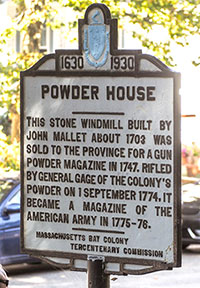 1630 1930
POWDER HOUSE
THIS STONE WINDMILL BUILT BY
JOHN MALLET ABOUT 1703 WAS
SOLD TO THE PROVINCE FOR A GUN
POWDER MAGAZINE IN 1747. RIFLED
BY GENERAL GAGE OF THE COLONY'S
POWDER ON 1 SEPTEMBER 1774. IT
BECAME A MAGAZINE OF THE
AMERICAN ARMY IN 1775-76.
MASSACHUSETTS BAY COLONY
TERCENTENARY COMMISSION